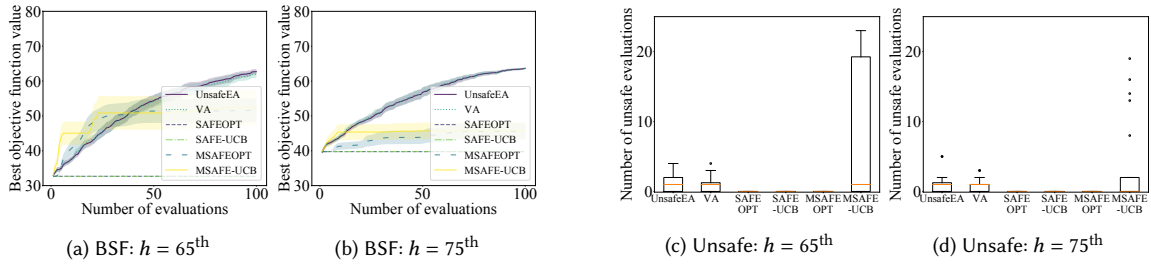 Best objective function value
80
70
60
50
40
30
0
50
100
Number of evaluations
UnsafeEA
VA
SAFEOPT
SAFE-UCB
MSAFEOPT
MSAFE-UCB
(a) BSF: h = 65th
Best objective function value
80
70
60
50
40
30
0
50
100
Number of evaluations
UnsafeEA
VA
SAFEOPT
SAFE-UCB
MSAFEOPT
MSAFE-UCB
(b) BSF: h = 75th
Number of unsafe evaluations
20
10
0
UnsafeEA
VA
SAFE
OPT
SAFE
-UCB
MSAFE
OPT
MSAFE
-UCB
(c) Unsafe: h = 65th
Number of unsafe evaluations
20
10
0
UnsafeEA
VA
SAFE
OPT
SAFE
-UCB
MSAFE
OPT
MSAFE
-UCB
(d) Unsafe: h = 75th